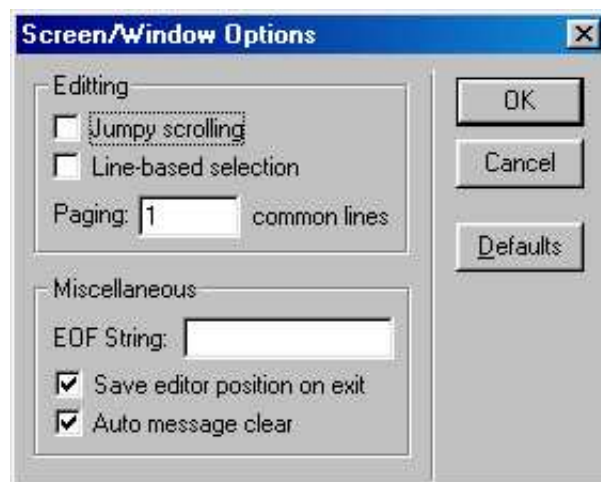 Screen/Window Options
Editting
Jumpy scrolling
Line-based selection
Paging: 1 common lines
Miscellaneous
EOF String:
Save editor position on exit
Auto message clear
OK
Cancel
Defaults